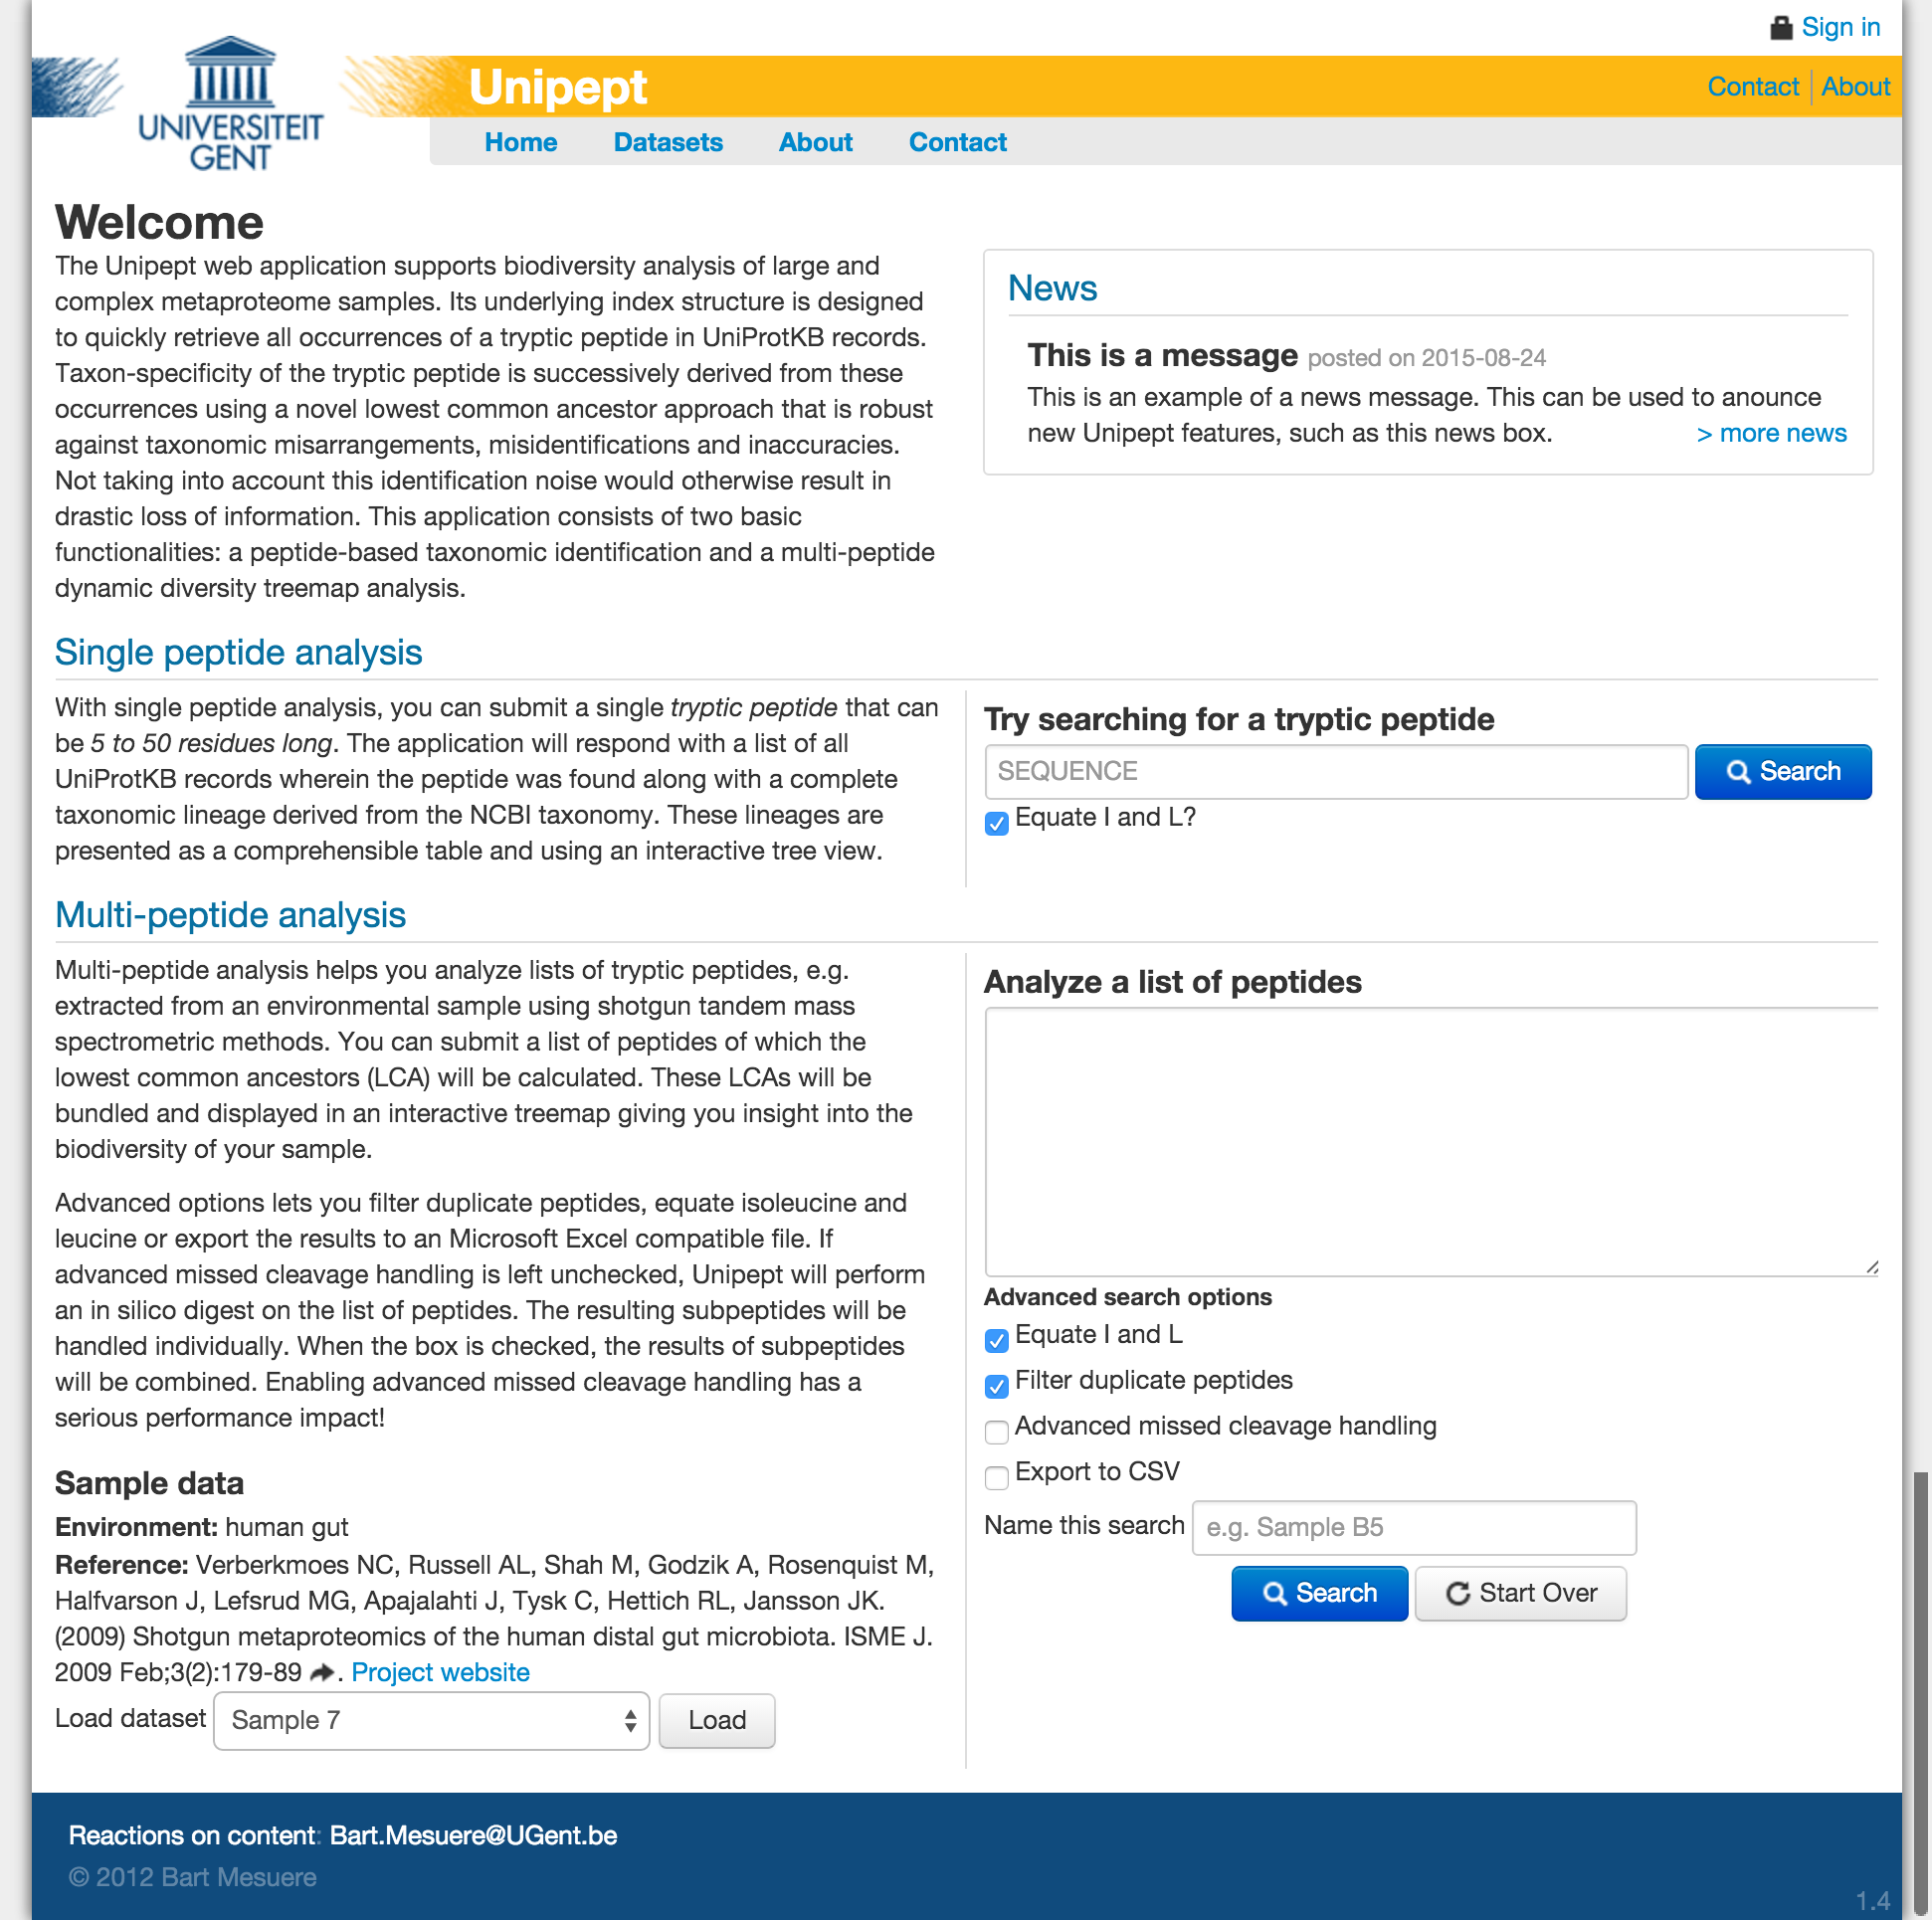 Sign in
UNIVERSITEIT
GENT
Unipept
Contact
About
Home
Datasets
About
Contact
Welcome
The Unipept web application supports biodiversity analysis of large and
complex metaproteome samples. Its underlying index structure is designed
to quickly retrieve all occurrences of a tryptic peptide in UniProtKB records.
Taxon-specificity of the tryptic peptide is successively derived from these
occurrences using a novel lowest common ancestor approach that is robust
against taxonomic misarrangements, misidentifications and inaccuracies.
Not taking into account this identification noise would otherwise result in
drastic loss of information. This application consists of two basic
functionalities: a peptide-based taxonomic identification and a multi-peptide
dynamic diversity treemap analysis.
News
This is a message posted on 2015-08-24
This is an example of a news message. This can be used to anounce
new Unipept features, such as this news box.
> more news
Single peptide analysis
With single peptide analysis, you can submit a single tryptic peptide that can
be 5 to 50 residues long. The application will respond with a list of all
UniProtKB records wherein the peptide was found along with a complete
taxonomic lineage derived from the NCBI taxonomy. These lineages are
presented as a comprehensible table and using an interactive tree view.
Try searching for a tryptic peptide
SEQUENCE
Search
Equate I and L?
Multi-peptide analysis
Multi-peptide analysis helps you analyze lists of tryptic peptides, e.g.
extracted from an environmental sample using shotgun tandem mass
spectrometric methods. You can submit a list of peptides of which the
lowest common ancestors (LCA) will be calculated. These LCAs will be
bundled and displayed in an interactive treemap giving you insight into the
biodiversity of your sample.
Advanced options lets you filter duplicate peptides, equate isoleucine and
leucine or export the results to an Microsoft Excel compatible file. If
advanced missed cleavage handling is left unchecked, Unipept will perform
an in silico digest on the list of peptides. The resulting subpeptides will be
handled individually. When the box is checked, the results of subpeptides
will be combined. Enabling advanced missed cleavage handling has a
serious performance impact!
Sample data
Environment: human gut
Reference: Verberkmoes NC, Russell AL, Shah M, Godzik A, Rosenquist M,
Halfvarson J, Lefsrud MG, Apajalahti J, Tysk C, Hettich RL, Jansson JK.
(2009) Shotgun metaproteomics of the human distal gut microbiota. ISME J.
2009 Feb;3(2):179-89 . Project website
Load dataset
Sample 7
Load
Analyze a list of peptides
Advanced search options
Equate I and L
Filter duplicate peptides
Advanced missed cleavage handling
Export to CSV
Name this search
e.g. Sample B5
Search
Start Over
Reactions on content: Bart.Mesuere@UGent.be
© 2012 Bart Mesuere
1.4